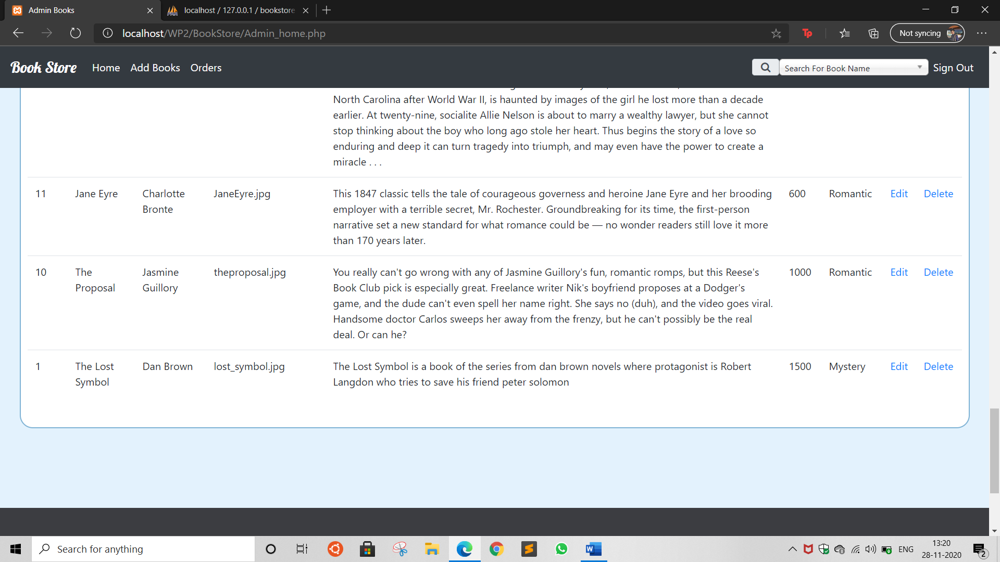 Admin Books
localhost / 127.0.0.1 / bookstore
localhost/WP2/BookStore/Admin_home.php
Not syncing
Book Store Home Add Books Orders
Search For Book Name
Sign Out
North Carolina after World War II, is haunted by images of the girl he lost more than a decade
earlier. At twenty-nine, socialite Allie Nelson is about to marry a wealthy lawyer, but she cannot
stop thinking about the boy who long ago stole her heart. Thus begins the story of a love so
enduring and deep it can turn tragedy into triumph, and may even have the power to create a
miracle . . .
11 Jane Eyre Charlotte JaneEyre.jpg This 1847 classic tells the tale of courageous governess and heroine Jane Eyre and her brooding 600 Romantic Edit Delete
Bronte employer with a terrible secret, Mr. Rochester. Groundbreaking for its time, the first-person
narrative set a new standard for what romance could be — no wonder readers still love it more
than 170 years later.
10 The Jasmine theproposal.jpg You really can't go wrong with any of Jasmine Guillory's fun, romantic romps, but this Reese's 1000 Romantic Edit Delete
Proposal Guillory Book Club pick is especially great. Freelance writer Nik's boyfriend proposes at a Dodger's
game, and the dude can't even spell her name right. She says no (duh), and the video goes viral.
Handsome doctor Carlos sweeps her away from the frenzy, but he can't possibly be the real
deal. Or can he?
1 The Lost Dan Brown lost_symbol.jpg The Lost Symbol is a book of the series from dan brown novels where protagonist is Robert 1500 Mystery Edit Delete
Symbol Langdon who tries to save his friend peter solomon
Search for anything
ENG
13:20
28-11-2020
2